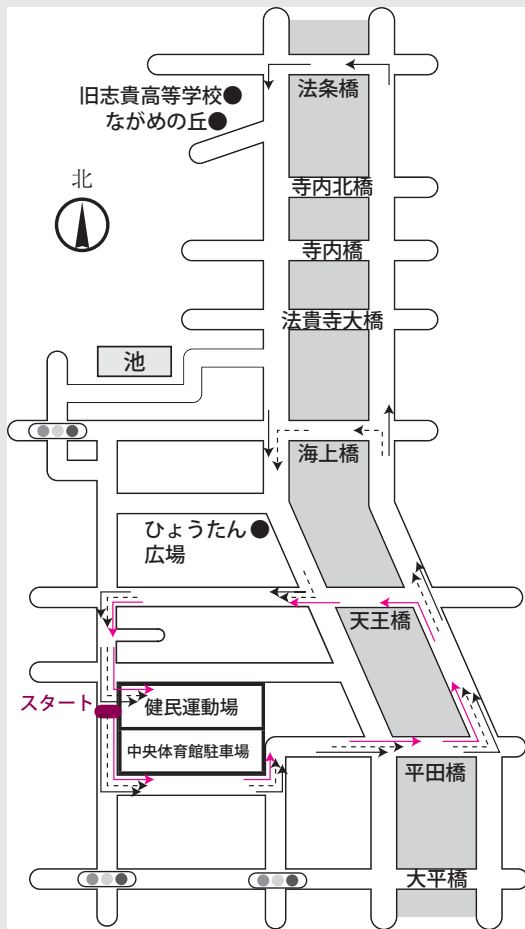 法条橋
旧志貴高等学校●
ながめの丘●
北
寺内北橋
寺内橋
法貴寺大橋
池
海上橋
ひょうたん●
広場
天王橋
スタート
健民運動場
中央体育館駐車場
平田橋
大平橋